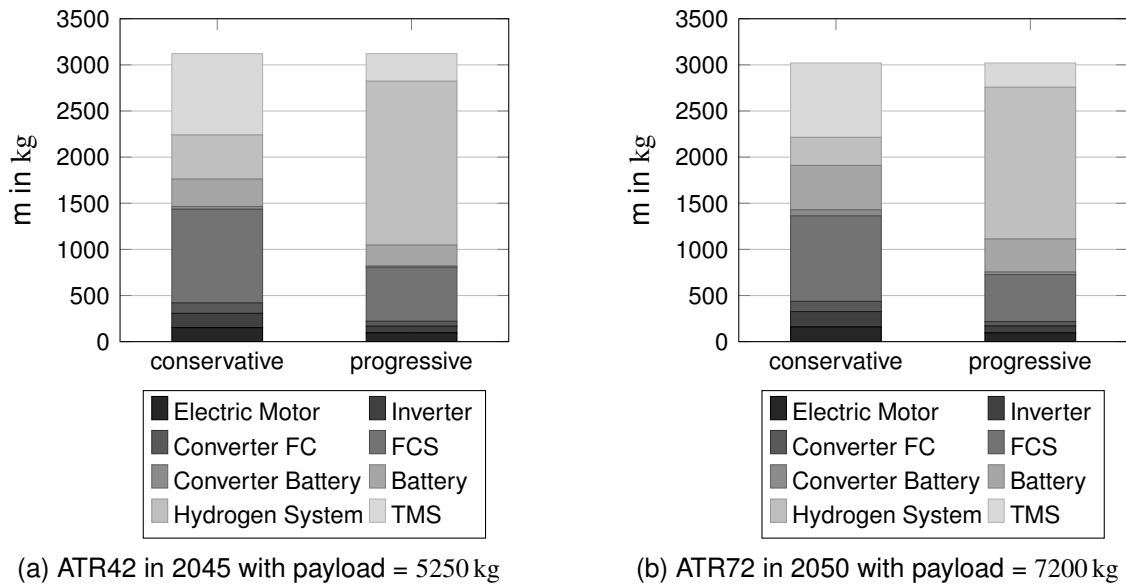 3500
3000
2500
2000
1500
1000
500
0
m in kg
conservative progressive
Electric Motor Inverter
Converter FC FCS
Converter Battery Battery
Hydrogen System TMS
(a) ATR42 in 2045 with payload = 5250 kg
3500
3000
2500
2000
1500
1000
500
0
m in kg
conservative progressive
Electric Motor Inverter
Converter FC FCS
Converter Battery Battery
Hydrogen System TMS
(b) ATR72 in 2050 with payload = 7200 kg